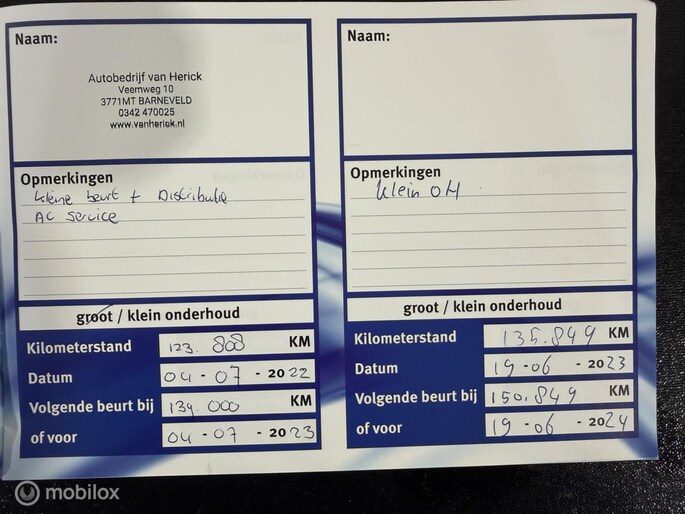 Naam:
Autobedrijf van Herick
Veemweg 10
3771MT BARNEVELD
0342 470025
www.vanherick.nl
Opmerkingen
kleine beurt + Distributie
AC service
groot / klein onderhoud
Kilometerstand 123.808 KM
Datum 04-07-2022
Volgende beurt bij 134.000 KM
of voor 04-07-2023
Naam:
Opmerkingen
Klein OH
groot / klein onderhoud
Kilometerstand 135.849 KM
Datum 19-06-2023
Volgende beurt bij 150.849 KM
of voor 19-06-2024
mobilox